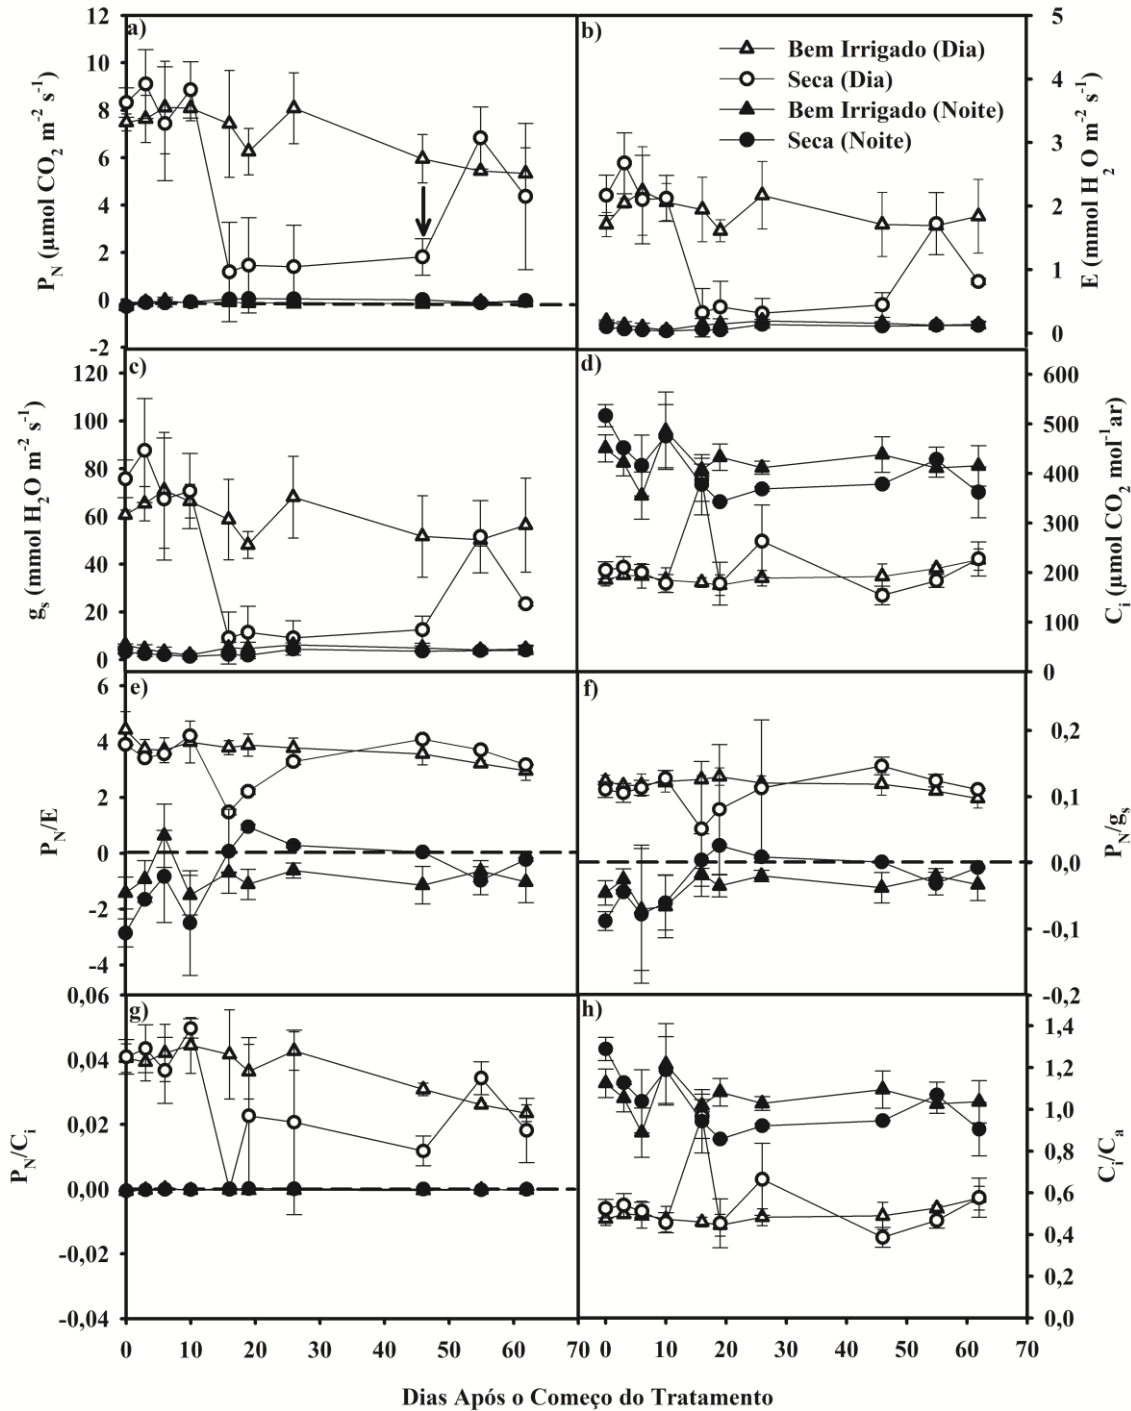 a)
12
10
8
6
4
2
0
-2
P_N (µmol CO₂ m⁻² s⁻¹)
b)
Bem Irrigado (Dia)
Seca (Dia)
Bem Irrigado (Noite)
Seca (Noite)
5
4
3
2
1
0
E (mmol H₂O m⁻² s⁻¹)
c)
120
100
80
60
40
20
0
g_s (mmol H₂O m⁻² s⁻¹)
d)
600
500
400
300
200
100
0
C_i (µmol CO₂ mol⁻¹ar)
e)
6
4
2
0
-2
-4
P_N/E
f)
0,2
0,1
0,0
-0,1
-0,2
P_N/g_s
g)
0,06
0,04
0,02
0,00
-0,02
-0,04
P_N/C_i
h)
1,4
1,2
1,0
0,8
0,6
0,4
0,2
0,0
C_i/C_a
0 10 20 30 40 50 60 70
0 10 20 30 40 50 60 70
Dias Após o Começo do Tratamento